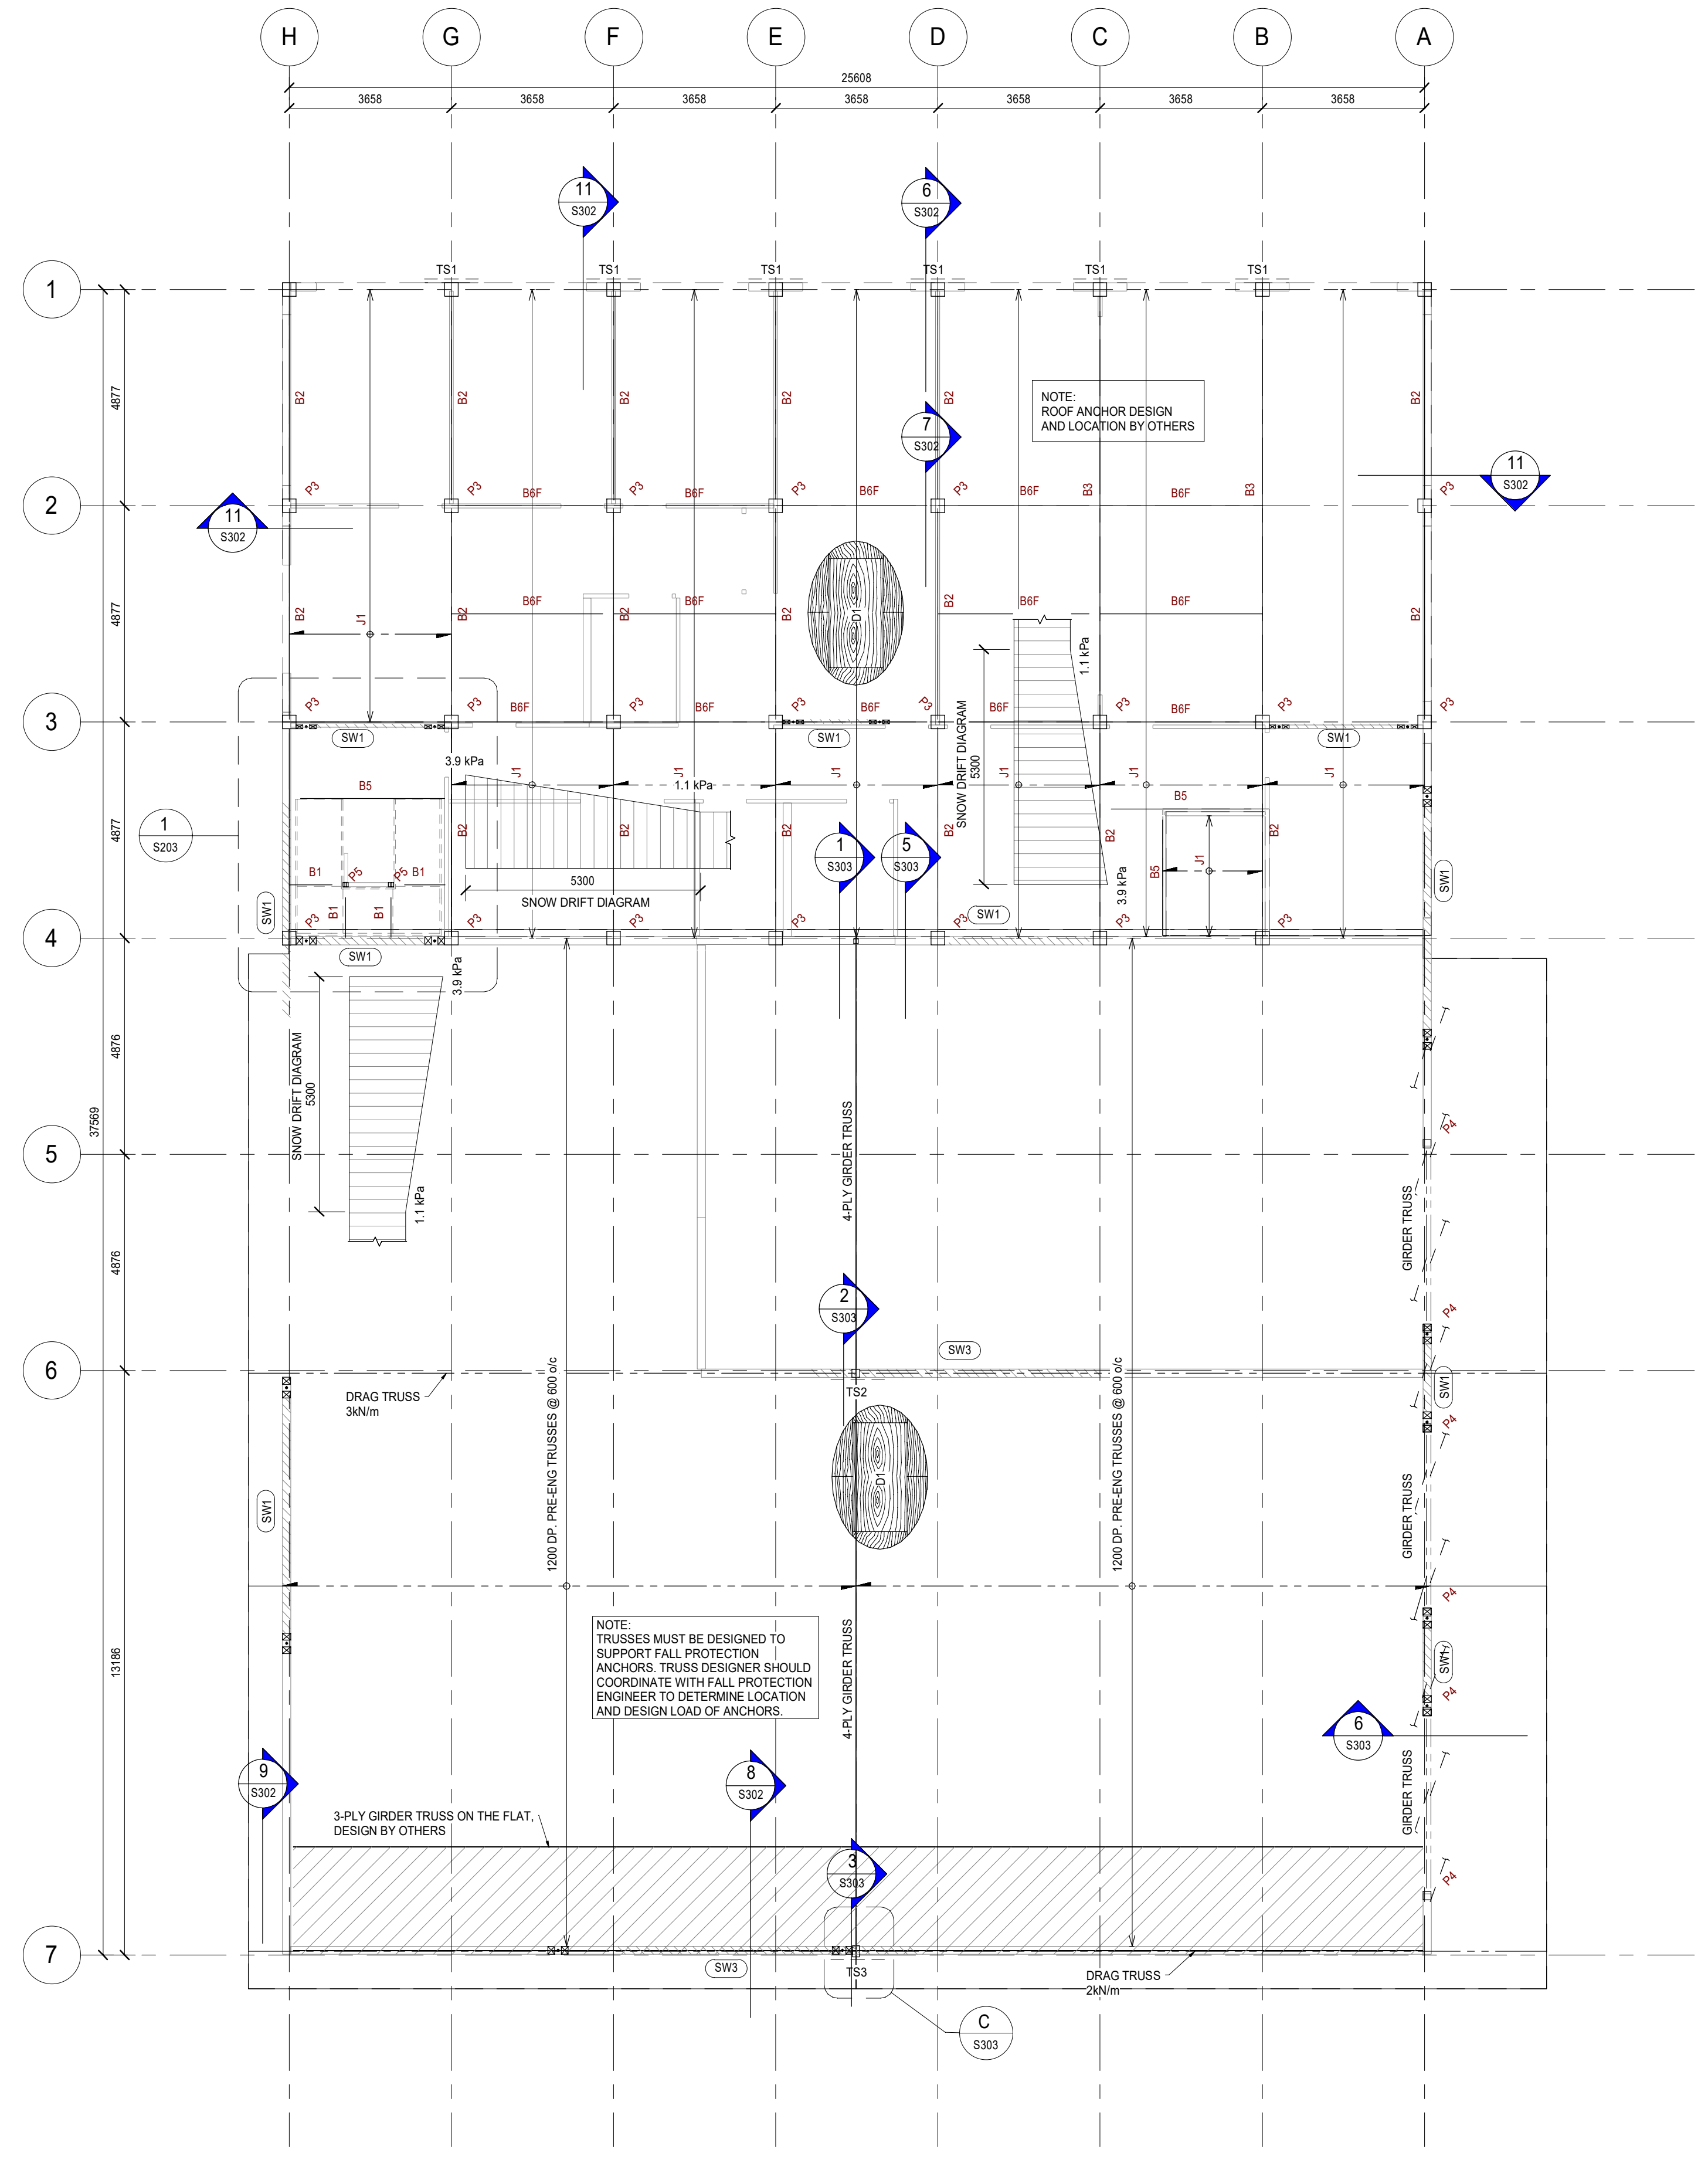 H G F E D C B A
25608
3658 3658 3658 3658 3658 3658 3658
11
S302
6
S302
TS1 TS1 TS1 TS1 TS1 TS1
1
4877
B2 B2 B2 B2 B2 B2
NOTE:
ROOF ANCHOR DESIGN
AND LOCATION BY OTHERS
7
S302
11
S302
P3 P3 P3 P3 P3 P3
B6F B6F B6F B6F B6F
B3 B3
2
11
S302
4877
B2 J1 B2 B2 B2 B2 B2
B6F B6F B6F B6F
D1
1.1 kPa
SNOW DRIFT DIAGRAM
5300
3.9 kPa
P3 P3 P3 P3 P3 P3 P3 P3
B6F B6F B6F B6F B6F
3
SW1 SW1 SW1
3.9 kPa
1.1 kPa
J1 J1 J1 J1 J1 J1
4877
B5 B5
B2 B2 B2 B2 B2 B2
1
S203
1
S303
5
S303
B5 J1
B1 P5 P5 B1
B1 B1
5300
SNOW DRIFT DIAGRAM
SW1 SW1 SW1
P3 P3 P3 P3 P3 P3
4
SW1
3.9 kPa
SNOW DRIFT DIAGRAM
5300
1.1 kPa
4876
37569
4-PLY GIRDER TRUSS
P4
5
GIRDER TRUSS
4876
2
S303
P4
SW3
6
TS2
DRAG TRUSS
3kN/m
SW1
P4
1200 DP. PRE-ENG TRUSSES @ 600 o/c
1200 DP. PRE-ENG TRUSSES @ 600 o/c
D1
SW1
GIRDER TRUSS
P4
NOTE:
TRUSSES MUST BE DESIGNED TO
SUPPORT FALL PROTECTION
ANCHORS. TRUSS DESIGNER SHOULD
COORDINATE WITH FALL PROTECTION
ENGINEER TO DETERMINE LOCATION
AND DESIGN LOAD OF ANCHORS.
4-PLY GIRDER TRUSS
13186
SW1
P4
6
S303
9
S302
8
S302
GIRDER TRUSS
3-PLY GIRDER TRUSS ON THE FLAT,
DESIGN BY OTHERS
3
S303
P4
7
SW3
TS3
DRAG TRUSS
2kN/m
C
S303